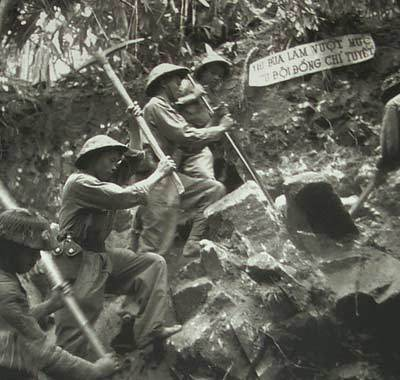 THI ĐUA LÀM VƯỢT MỨC
ĐỘI ĐỒNG CHÍ TUYẾT